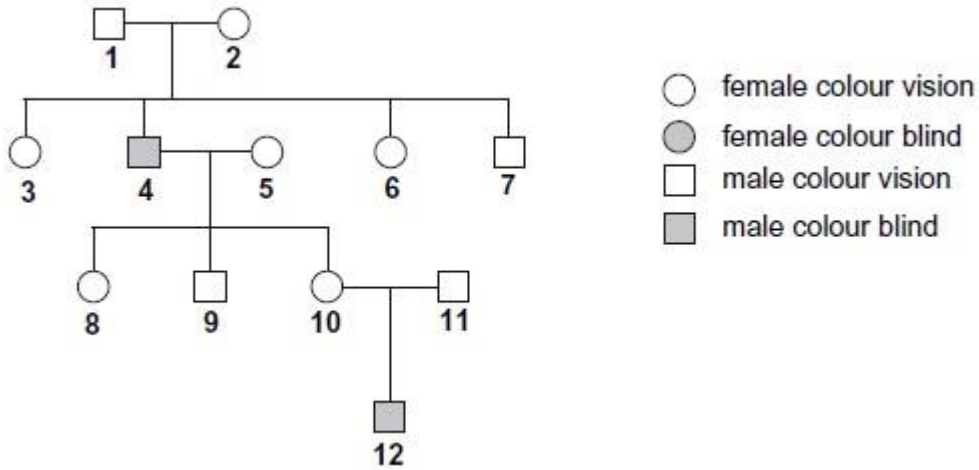 1 2
female colour vision
female colour blind
male colour vision
male colour blind
3 4 5 6 7
8 9 10 11
12